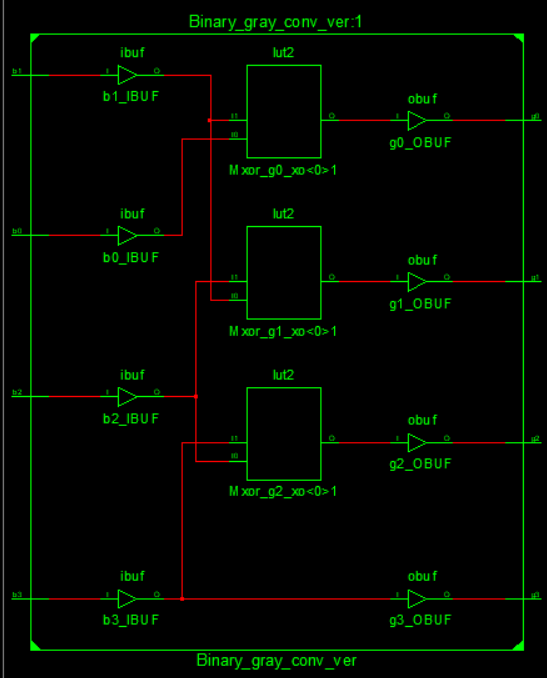 Binary_gray_conv_ver:1
ibuf
lut2
b1
I
O
b1_IBUF
obuf
I1
I0
O
I
O
g0
g0_OBUF
Mxor_g0_xo<0>1
ibuf
lut2
b0
I
O
b0_IBUF
obuf
I1
I0
O
I
O
g1
g1_OBUF
Mxor_g1_xo<0>1
ibuf
lut2
b2
I
O
b2_IBUF
obuf
I1
I0
O
I
O
g2
g2_OBUF
Mxor_g2_xo<0>1
ibuf
obuf
b3
I
O
I
O
g3
b3_IBUF
g3_OBUF
Binary_gray_conv_ver